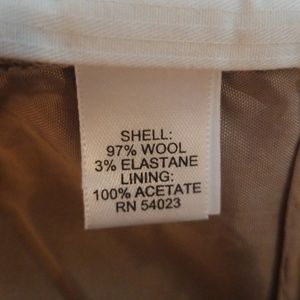 SHELL:
97% WOOL
3% ELASTANE
LINING:
100% ACETATE
RN 54023